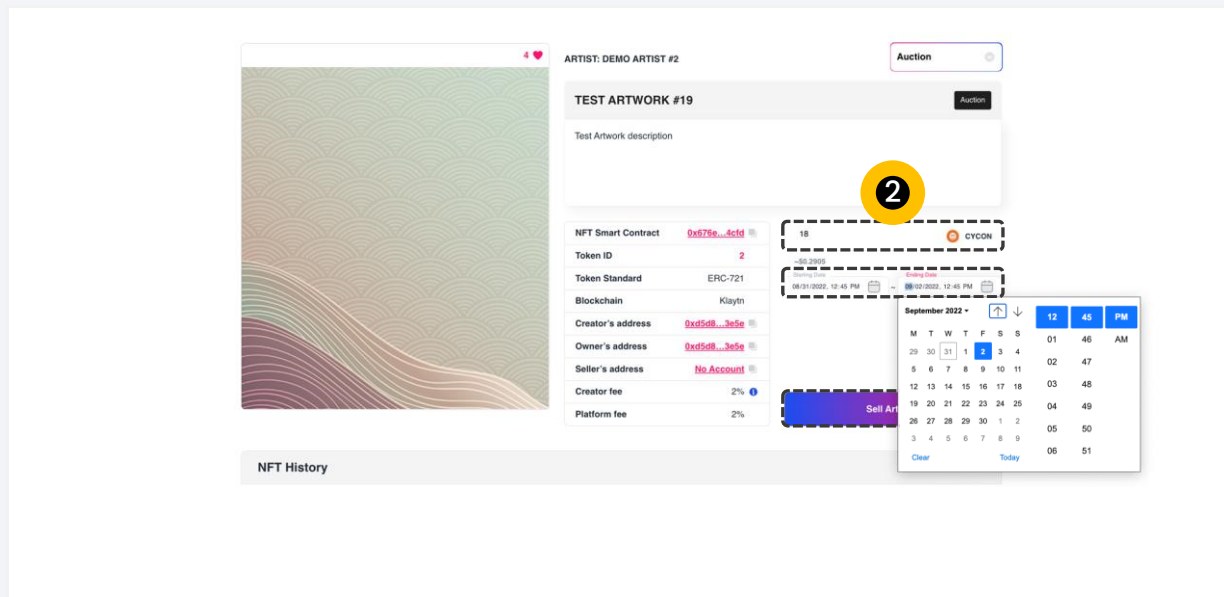 4
ARTIST: DEMO ARTIST #2
Auction
TEST ARTWORK #19
Auction
Test Artwork description
2
NFT Smart Contract 0x676e...4cfd
Token ID 2
Token Standard ERC-721
Blockchain Klaytn
Creator's address 0xd5d8...3e5e
Owner's address 0xd5d8...3e5e
Seller's address No Account
Creator fee 2%
Platform fee 2%
18 CYCON
~50.2905
Starting Date Ending Date
08/31/2022, 12:45 PM ~ 09/02/2022, 12:45 PM
Sell Art
September 2022
M T W T F S S
29 30 31 1 2 3 4
5 6 7 8 9 10 11
12 13 14 15 16 17 18
19 20 21 22 23 24 25
26 27 28 29 30 1 2
3 4 5 6 7 8 9
Clear Today
12 45 PM
01 46 AM
02 47
03 48
04 49
05 50
06 51
NFT History